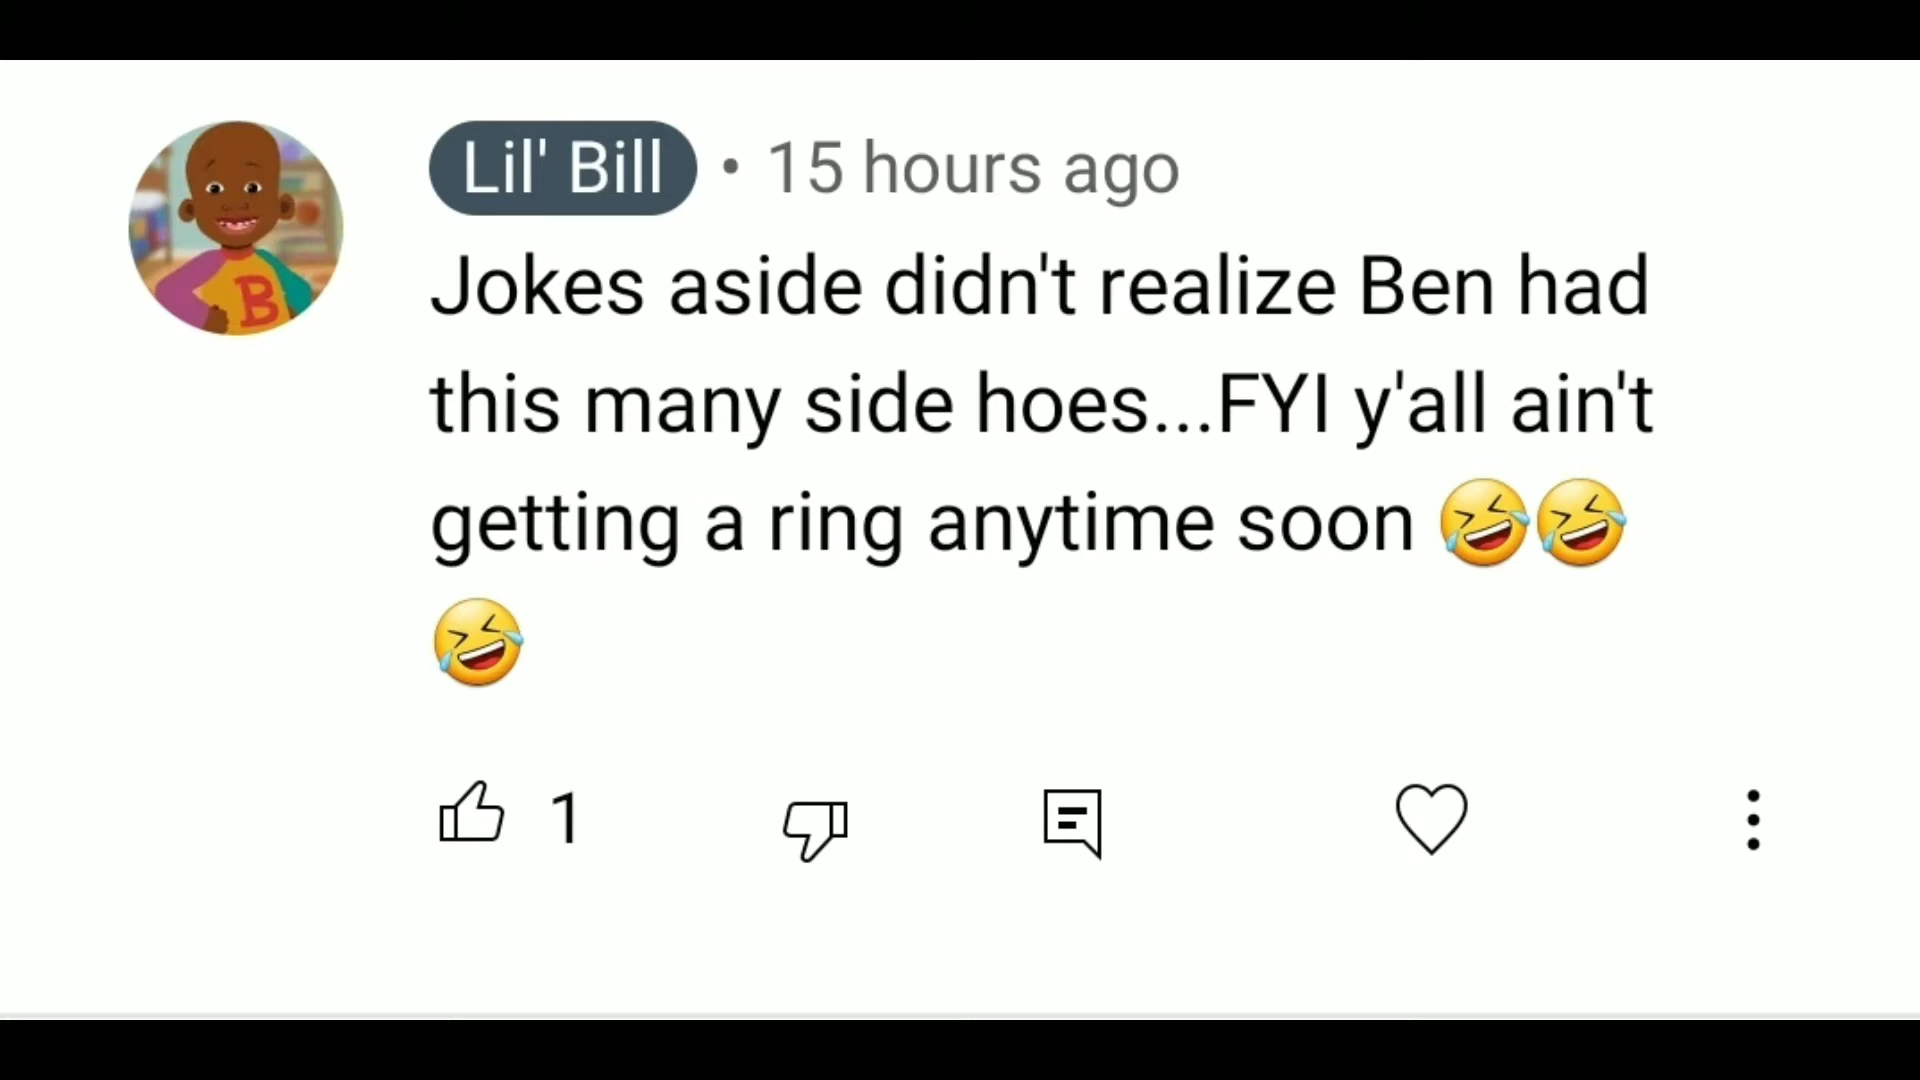 Lil' Bill • 15 hours ago
Jokes aside didn't realize Ben had
this many side hoes...FYI y'all ain't
getting a ring anytime soon 🤣🤣
🤣
1
B